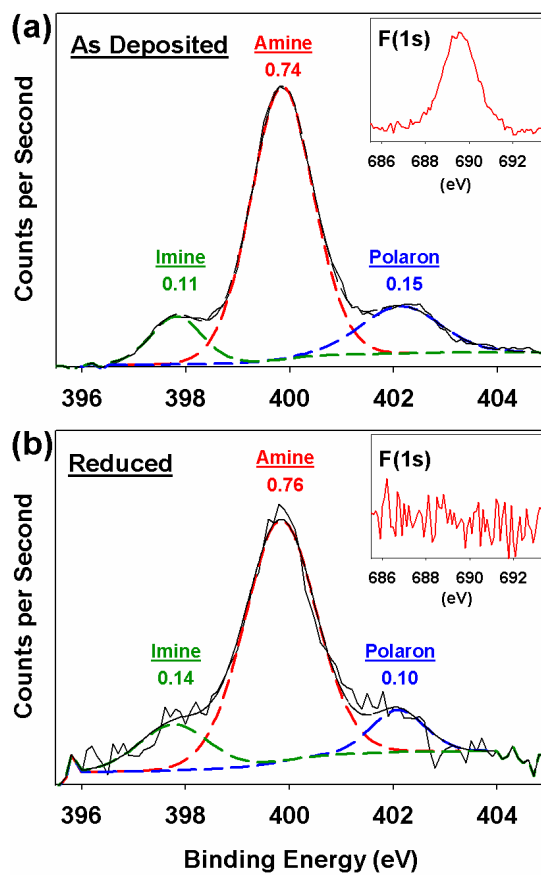 (a)
As Deposited
Amine
0.74
Imine
0.11
Polaron
0.15
F(1s)
686 688 690 692
(eV)
Counts per Second
396 398 400 402 404
(b)
Reduced
Amine
0.76
Imine
0.14
Polaron
0.10
F(1s)
686 688 690 692
(eV)
Counts per Second
396 398 400 402 404
Binding Energy (eV)